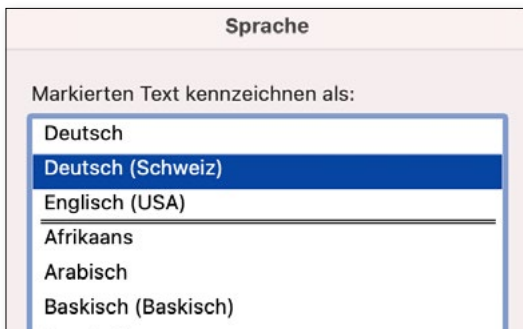 Sprache
Markierten Text kennzeichnen als:
Deutsch
Deutsch (Schweiz)
Englisch (USA)
Afrikaans
Arabisch
Baskisch (Baskisch)